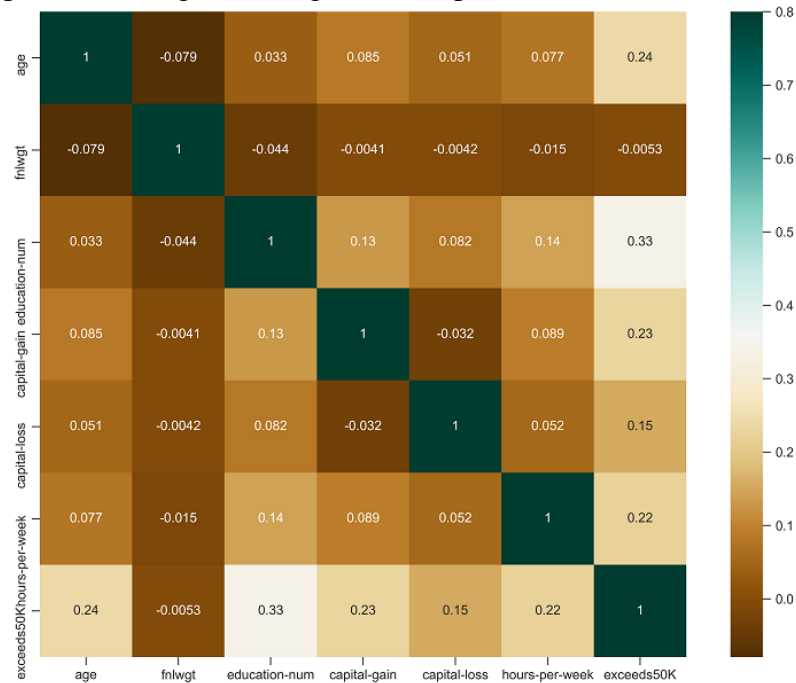 0.8
age 1 -0.079 0.033 0.085 0.051 0.077 0.24
0.7
fnlwgt -0.079 1 -0.044 -0.0041 -0.0042 -0.015 -0.0053
0.6
education-num 0.033 -0.044 1 0.13 0.082 0.14 0.33
0.5
0.4
capital-gain 0.085 -0.0041 0.13 1 -0.032 0.089 0.23
0.3
capital-loss 0.051 -0.0042 0.082 -0.032 1 0.052 0.15
0.2
hours-per-week 0.077 -0.015 0.14 0.089 0.052 1 0.22
0.1
exceeds50K 0.24 -0.0053 0.33 0.23 0.15 0.22 1
0.0
age fnlwgt education-num capital-gain capital-loss hours-per-week exceeds50K